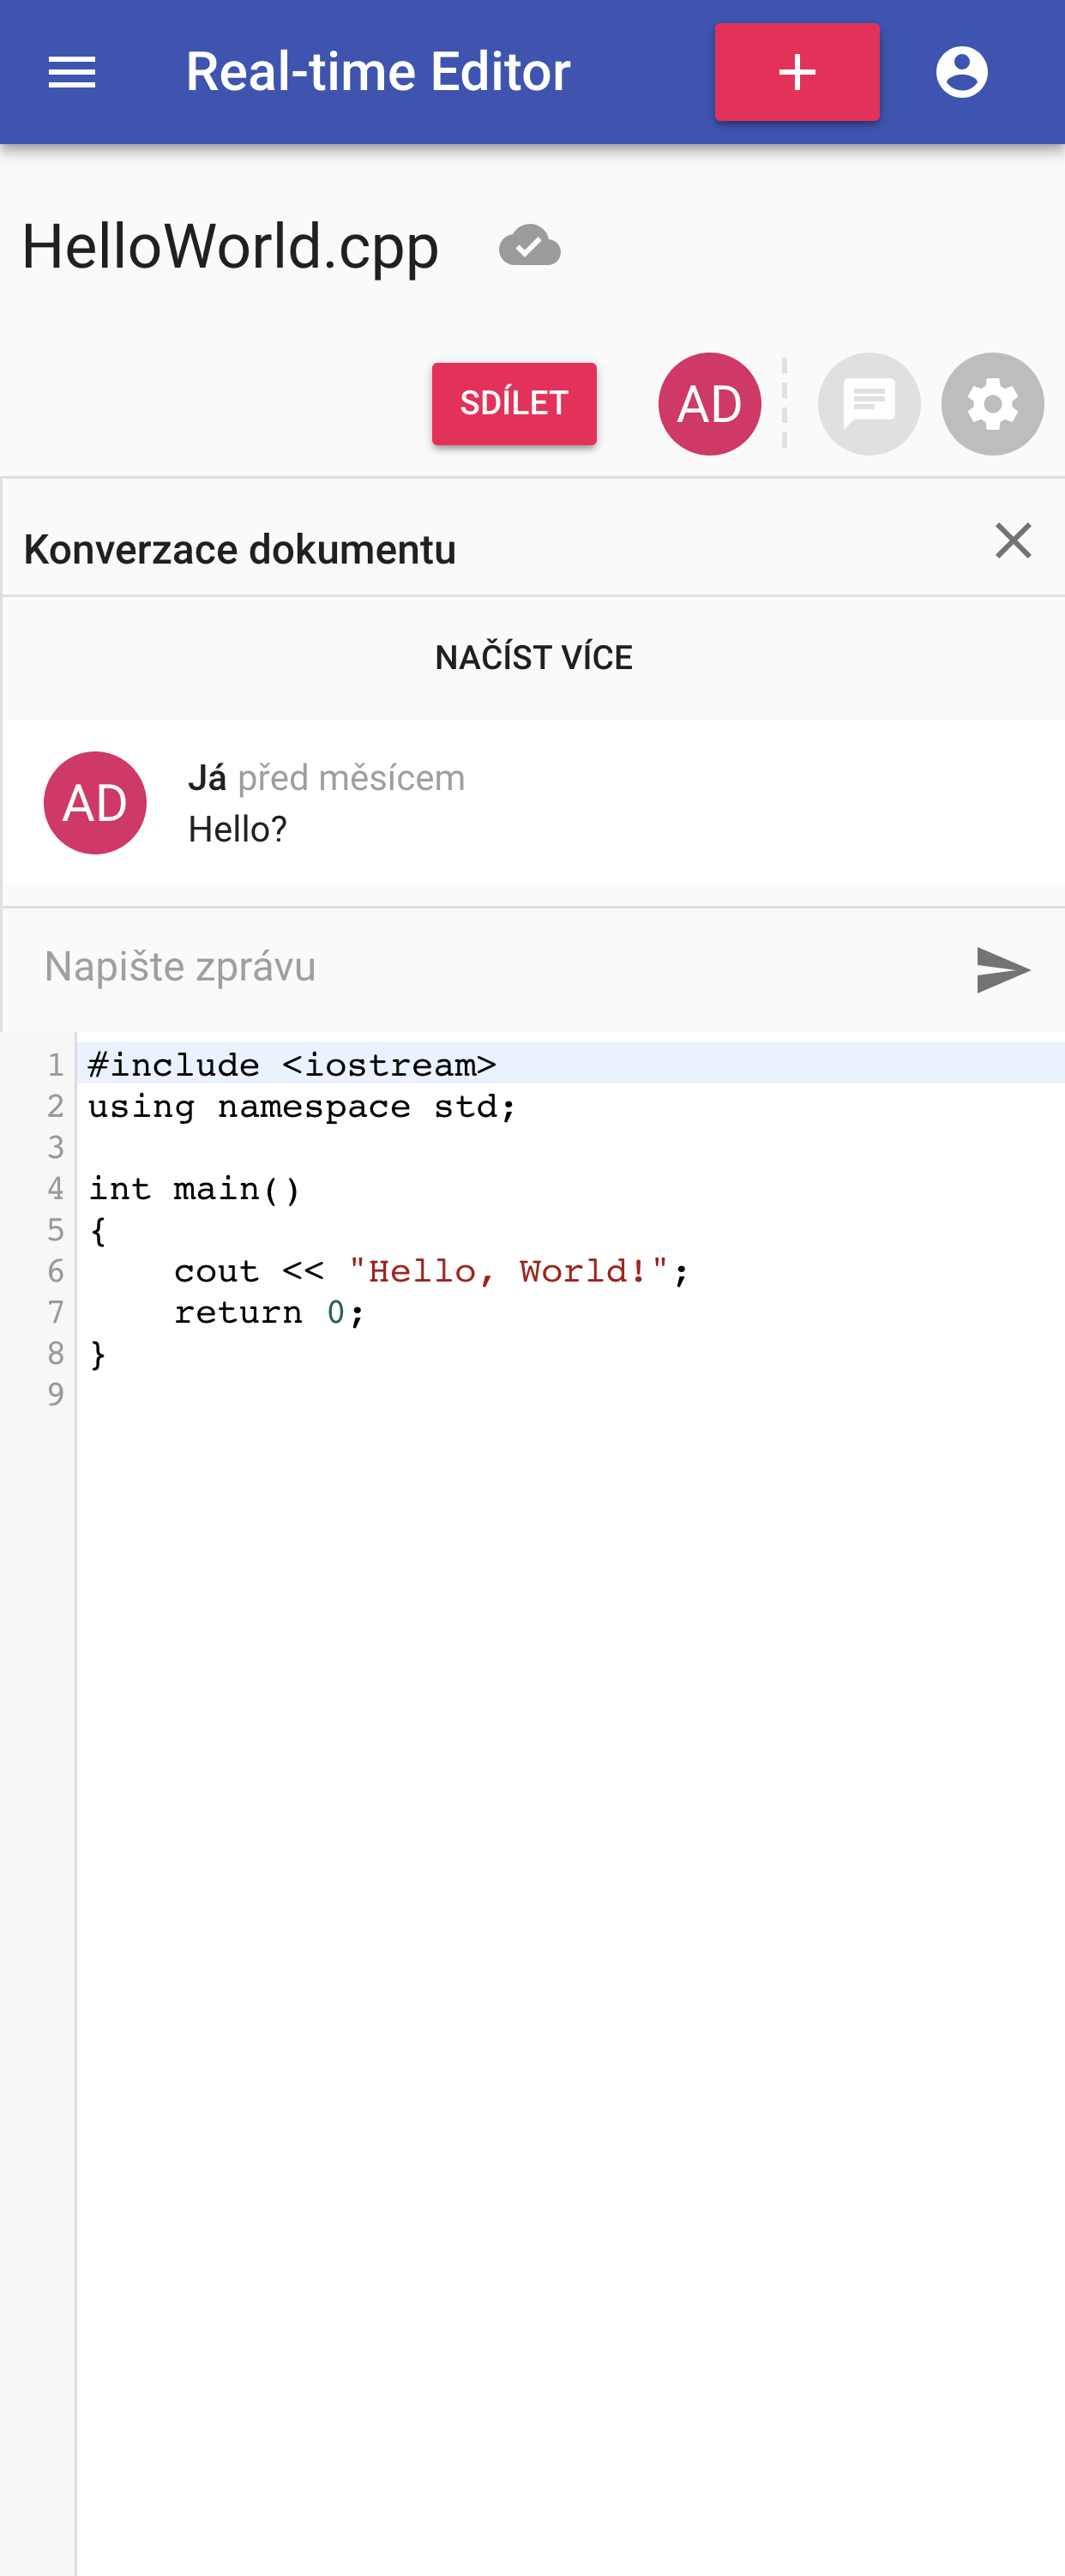 Real-time Editor
HelloWorld.cpp
SDÍLET
AD
Konverzace dokumentu
NAČÍST VÍCE
AD
Já před měsícem
Hello?
Napište zprávu
1 #include <iostream>
2 using namespace std;
3
4 int main()
5 {
6     cout << "Hello, World!";
7     return 0;
8 }
9